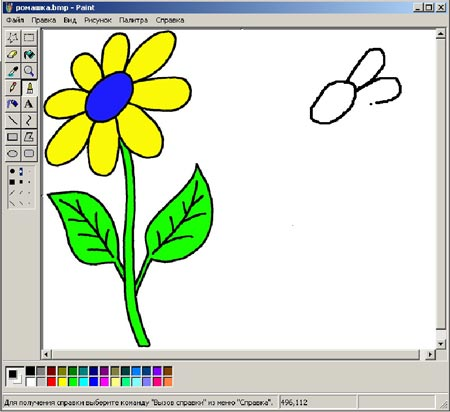 ромашка.bmp - Paint
Файл Правка Вид Рисунок Палитра Справка
A
Для получения справки выберите команду "Вызов справки" из меню "Справка".
496,112